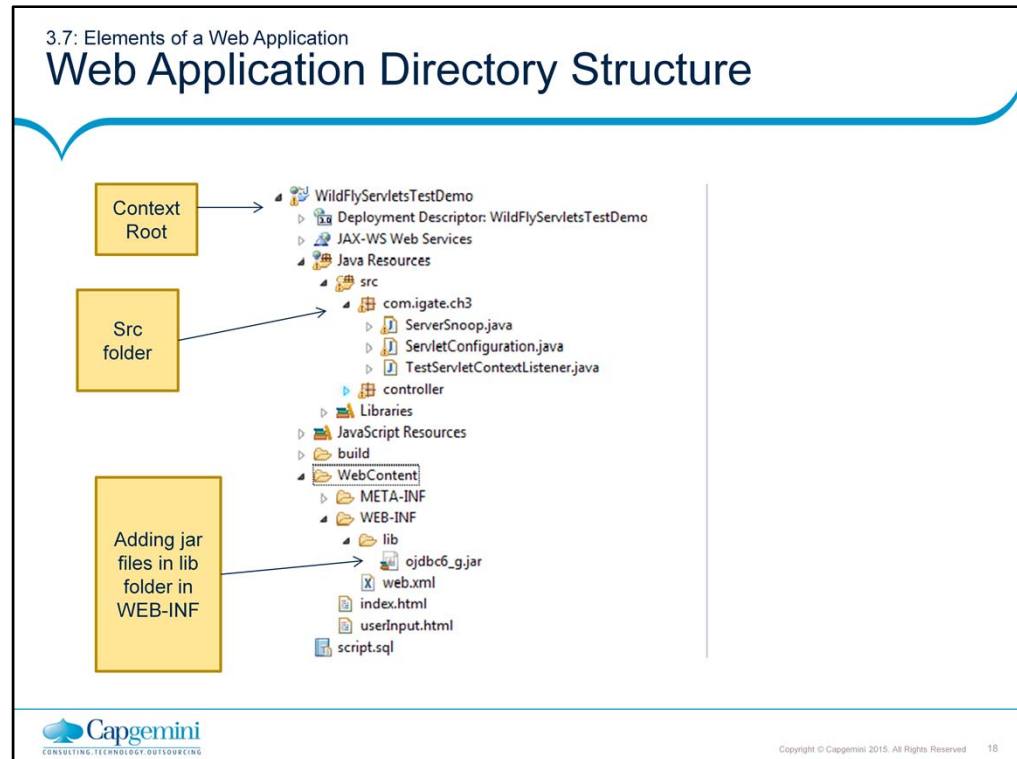 3.7: Elements of a Web Application
Web Application Directory Structure
Context
Root
Src
folder
Adding jar
files in lib
folder in
WEB-INF
WildFlyServletsTestDemo
Deployment Descriptor: WildFlyServletsTestDemo
JAX-WS Web Services
Java Resources
src
com.igate.ch3
ServerSnoop.java
ServletConfiguration.java
TestServletContextListener.java
controller
Libraries
JavaScript Resources
build
WebContent
META-INF
WEB-INF
lib
ojdbc6_g.jar
web.xml
index.html
userInput.html
script.sql
Capgemini
CONSULTING.TECHNOLOGY.OUTSOURCING
Copyright © Capgemini 2015. All Rights Reserved 18